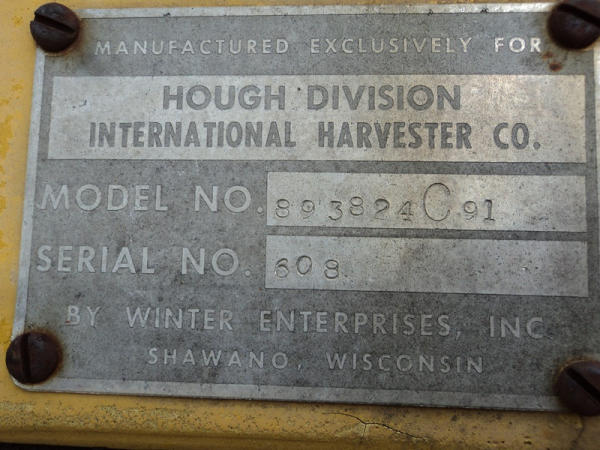 MANUFACTURED EXCLUSIVELY FOR
HOUGH DIVISION
INTERNATIONAL HARVESTER CO.
MODEL NO. 893824C91
SERIAL NO. 608
BY WINTER ENTERPRISES, INC
SHAWANO, WISCONSIN